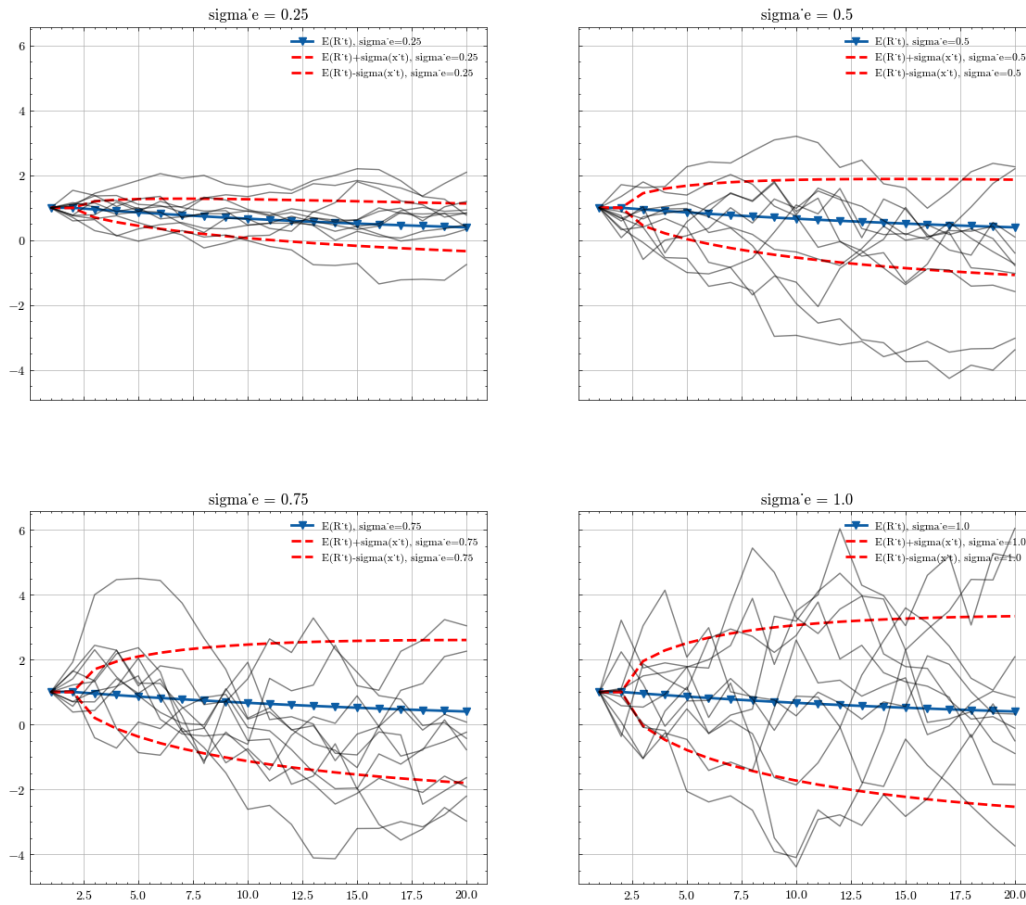 sigma˙e = 0.25
E(R˙t), sigma˙e=0.25
E(R˙t)+sigma(x˙t), sigma˙e=0.25
E(R˙t)-sigma(x˙t), sigma˙e=0.25
6
4
2
0
−2
−4
sigma˙e = 0.5
E(R˙t), sigma˙e=0.5
E(R˙t)+sigma(x˙t), sigma˙e=0.5
E(R˙t)-sigma(x˙t), sigma˙e=0.5
sigma˙e = 0.75
E(R˙t), sigma˙e=0.75
E(R˙t)+sigma(x˙t), sigma˙e=0.75
E(R˙t)-sigma(x˙t), sigma˙e=0.75
6
4
2
0
−2
−4
2.5 5.0 7.5 10.0 12.5 15.0 17.5 20.0
sigma˙e = 1.0
E(R˙t), sigma˙e=1.0
E(R˙t)+sigma(x˙t), sigma˙e=1.0
E(R˙t)-sigma(x˙t), sigma˙e=1.0
2.5 5.0 7.5 10.0 12.5 15.0 17.5 20.0